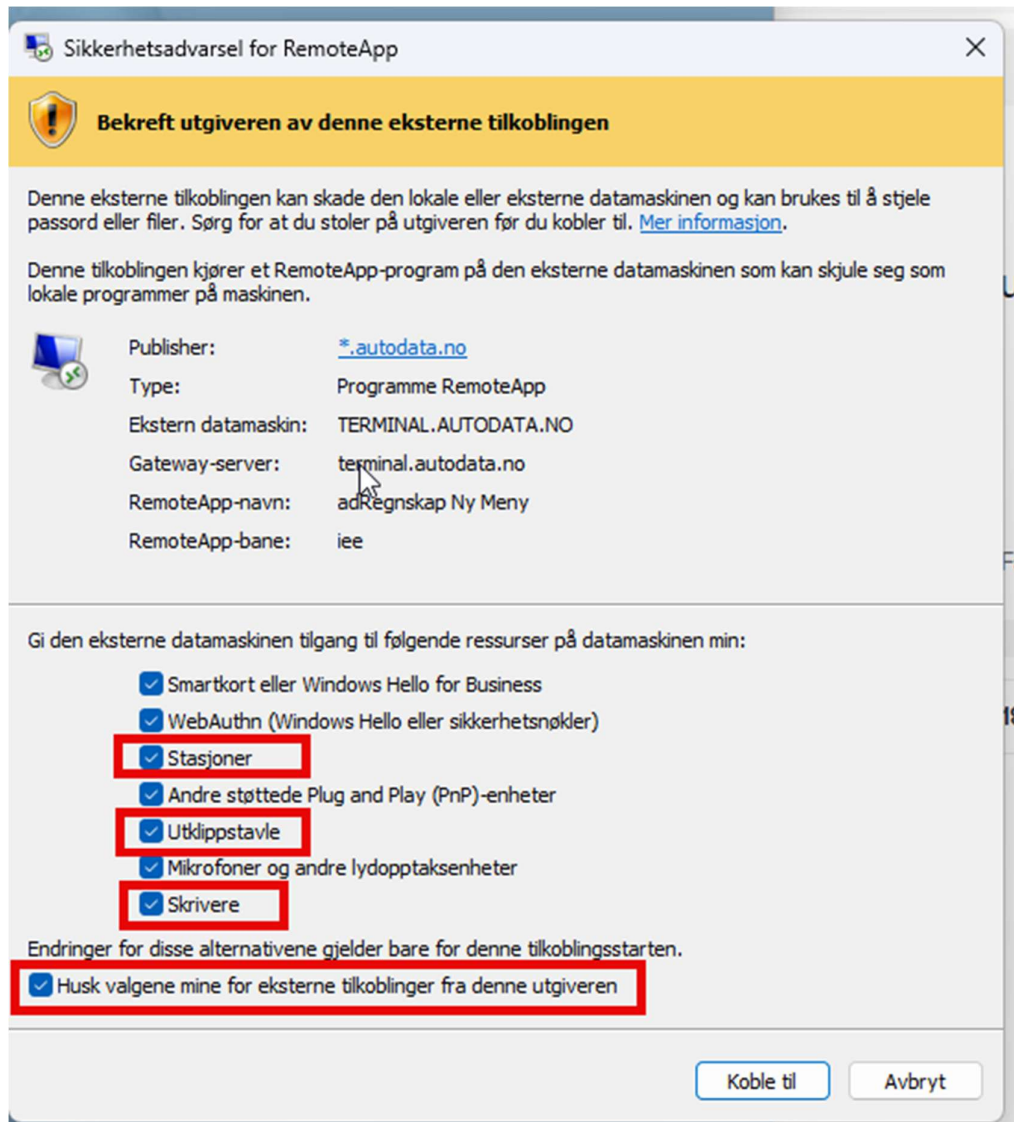 Sikkerhetsadvarsel for RemoteApp
Bekreft utgiveren av denne eksterne tilkoblingen
Denne eksterne tilkoblingen kan skade den lokale eller eksterne datamaskinen og kan brukes til å stjele
passord eller filer. Sørg for at du stoler på utgiveren før du kobler til. Mer informasjon.
Denne tilkoblingen kjører et RemoteApp-program på den eksterne datamaskinen som kan skjule seg som
lokale programmer på maskinen.
Publisher: *.autodata.no
Type: Programme RemoteApp
Ekstern datamaskin: TERMINAL.AUTODATA.NO
Gateway-server: terminal.autodata.no
RemoteApp-navn: adRegnskap Ny Meny
RemoteApp-bane: iee
Gi den eksterne datamaskinen tilgang til følgende ressurser på datamaskinen min:
Smartkort eller Windows Hello for Business
WebAuthn (Windows Hello eller sikkerhetsnøkler)
Stasjoner
Andre støttede Plug and Play (PnP)-enheter
Utklippstavle
Mikrofoner og andre lydopptaksenheter
Skrivere
Endringer for disse alternativene gjelder bare for denne tilkoblingsstarten.
Husk valgene mine for eksterne tilkoblinger fra denne utgiveren
Koble til Avbryt